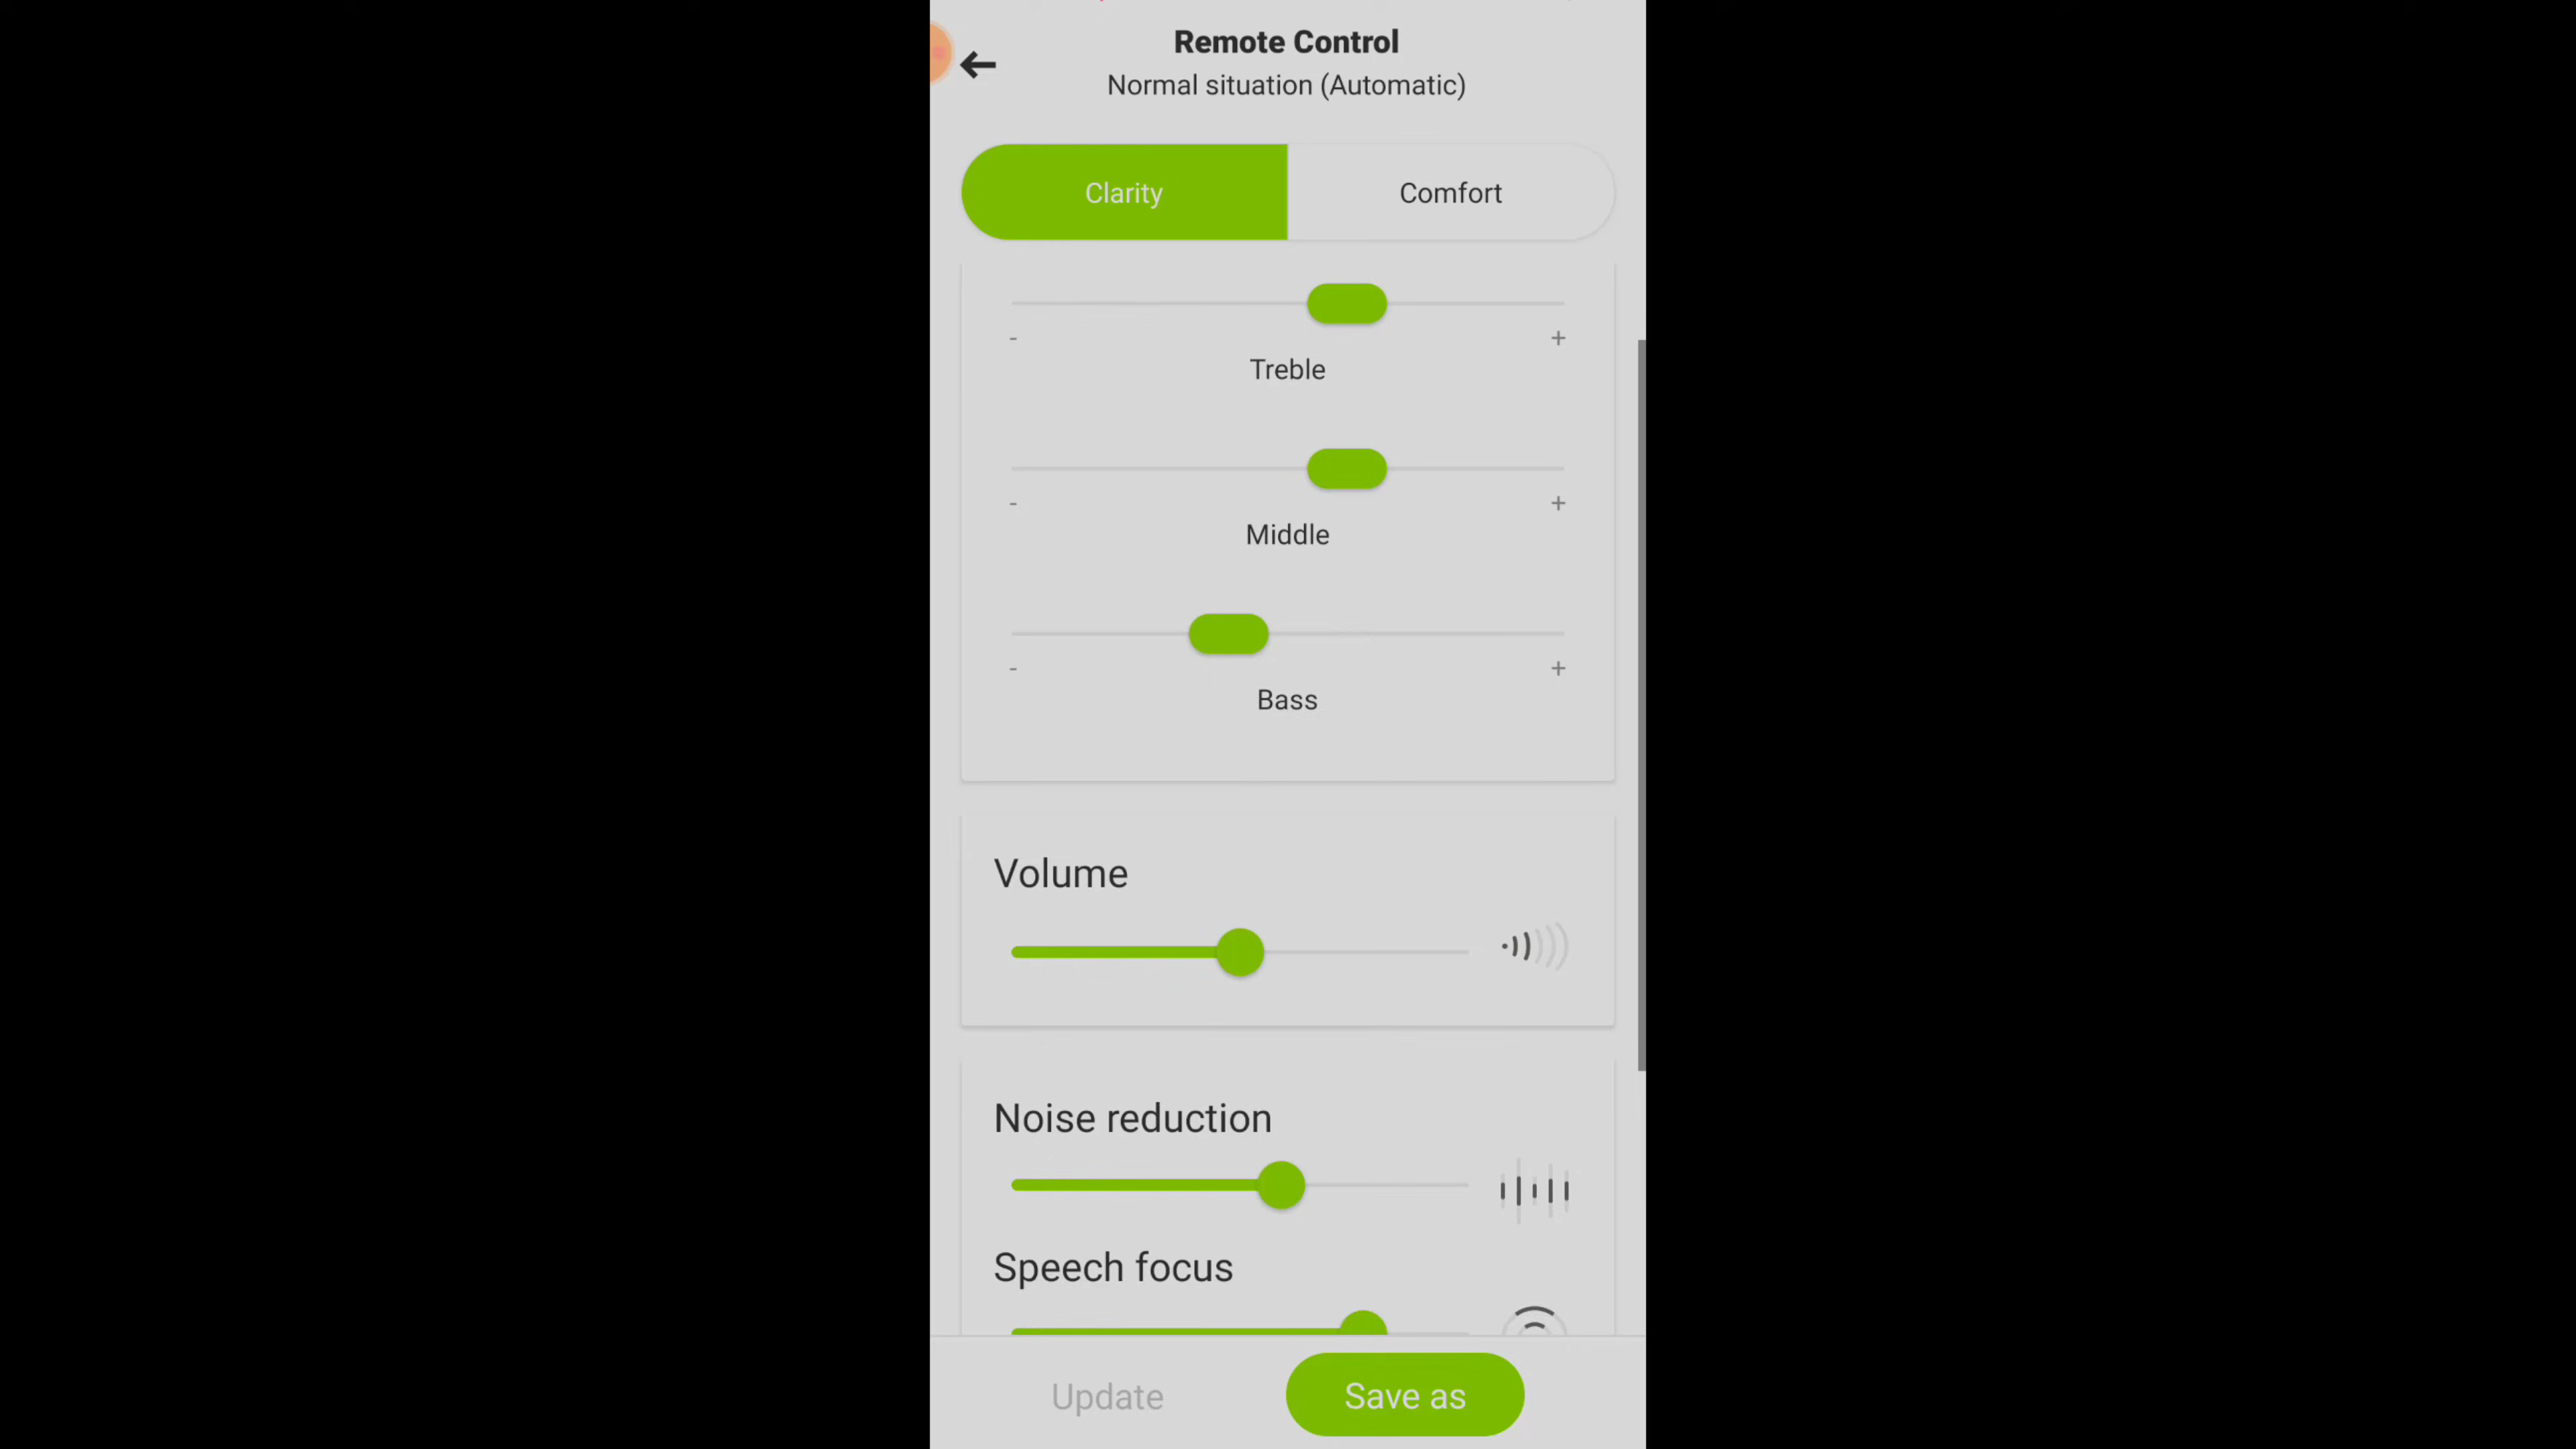 Remote Control
Normal situation (Automatic)
Clarity Comfort
- +
Treble
- +
Middle
- +
Bass
Volume
Noise reduction
Speech focus
Update Save as